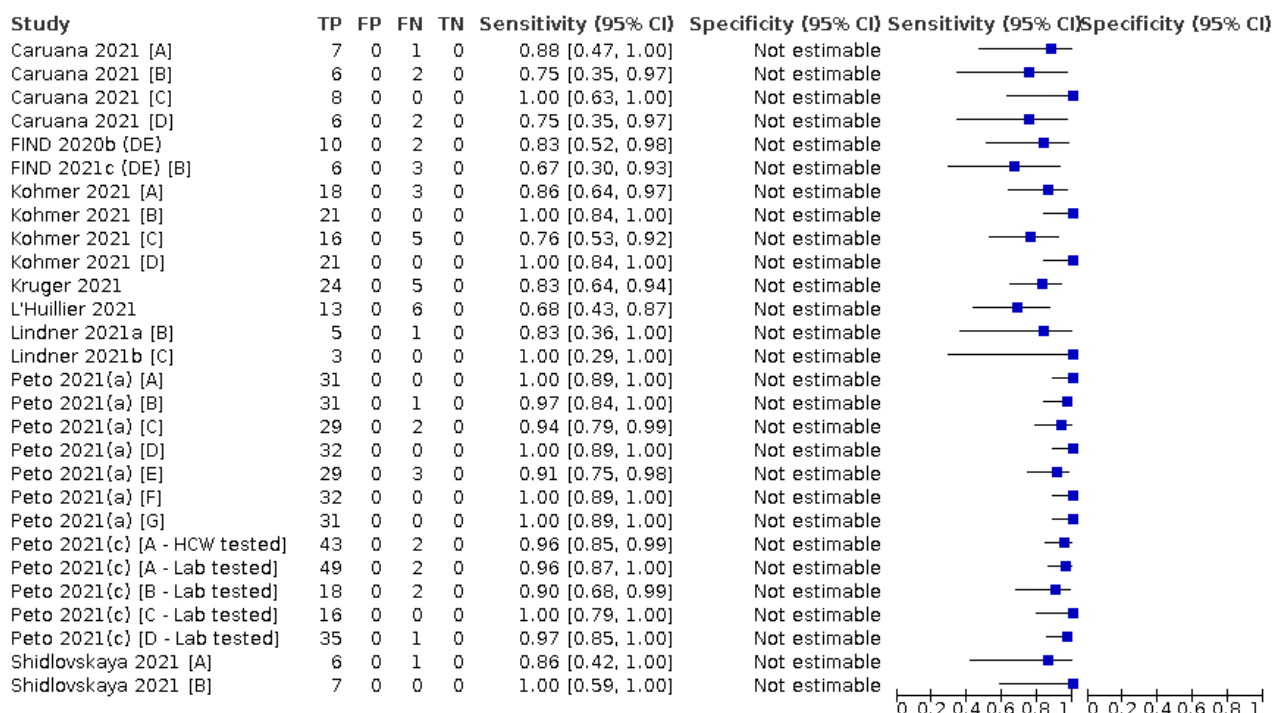 Study TP FP FN TN Sensitivity (95% CI) Specificity (95% CI) Sensitivity (95% CI) Specificity (95% CI)
Caruana 2021 [A] 7 0 1 0 0.88 [0.47, 1.00] Not estimable
Caruana 2021 [B] 6 0 2 0 0.75 [0.35, 0.97] Not estimable
Caruana 2021 [C] 8 0 0 0 1.00 [0.63, 1.00] Not estimable
Caruana 2021 [D] 6 0 2 0 0.75 [0.35, 0.97] Not estimable
FIND 2020b (DE) 10 0 2 0 0.83 [0.52, 0.98] Not estimable
FIND 2021c (DE) [B] 6 0 3 0 0.67 [0.30, 0.93] Not estimable
Kohmer 2021 [A] 18 0 3 0 0.86 [0.64, 0.97] Not estimable
Kohmer 2021 [B] 21 0 0 0 1.00 [0.84, 1.00] Not estimable
Kohmer 2021 [C] 16 0 5 0 0.76 [0.53, 0.92] Not estimable
Kohmer 2021 [D] 21 0 0 0 1.00 [0.84, 1.00] Not estimable
Kruger 2021 24 0 5 0 0.83 [0.64, 0.94] Not estimable
L'Huillier 2021 13 0 6 0 0.68 [0.43, 0.87] Not estimable
Lindner 2021a [B] 5 0 1 0 0.83 [0.36, 1.00] Not estimable
Lindner 2021b [C] 3 0 0 0 1.00 [0.29, 1.00] Not estimable
Peto 2021(a) [A] 31 0 0 0 1.00 [0.89, 1.00] Not estimable
Peto 2021(a) [B] 31 0 1 0 0.97 [0.84, 1.00] Not estimable
Peto 2021(a) [C] 29 0 2 0 0.94 [0.79, 0.99] Not estimable
Peto 2021(a) [D] 32 0 0 0 1.00 [0.89, 1.00] Not estimable
Peto 2021(a) [E] 29 0 3 0 0.91 [0.75, 0.98] Not estimable
Peto 2021(a) [F] 32 0 0 0 1.00 [0.89, 1.00] Not estimable
Peto 2021(a) [G] 31 0 0 0 1.00 [0.89, 1.00] Not estimable
Peto 2021(c) [A - HCW tested] 43 0 2 0 0.96 [0.85, 0.99] Not estimable
Peto 2021(c) [A - Lab tested] 49 0 2 0 0.96 [0.87, 1.00] Not estimable
Peto 2021(c) [B - Lab tested] 18 0 2 0 0.90 [0.68, 0.99] Not estimable
Peto 2021(c) [C - Lab tested] 16 0 0 0 1.00 [0.79, 1.00] Not estimable
Peto 2021(c) [D - Lab tested] 35 0 1 0 0.97 [0.85, 1.00] Not estimable
Shidlovskaya 2021 [A] 6 0 1 0 0.86 [0.42, 1.00] Not estimable
Shidlovskaya 2021 [B] 7 0 0 0 1.00 [0.59, 1.00] Not estimable
0 0.2 0.4 0.6 0.8 1 0 0.2 0.4 0.6 0.8 1